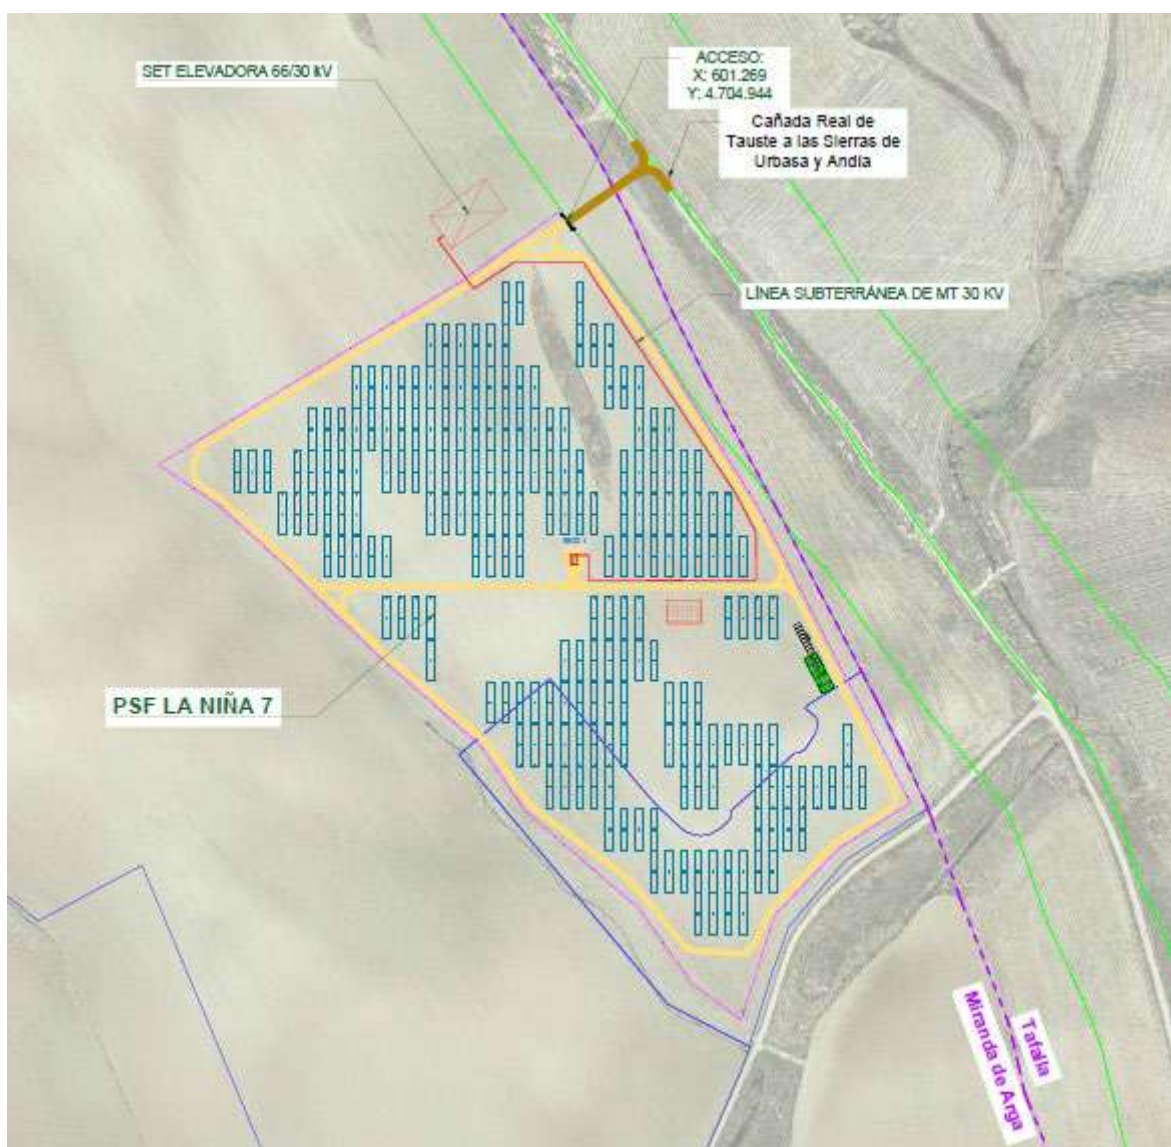 SET ELEVADORA 66/30 kV
ACCESO:
X: 601.269
Y: 4.704.944
Cañada Real de
Tauste a las Sierras de
Urbasa y Andía
LÍNEA SUBTERRÁNEA DE MT 30 KV
PSF LA NIÑA 7
Miranda de Arga
Tafalla